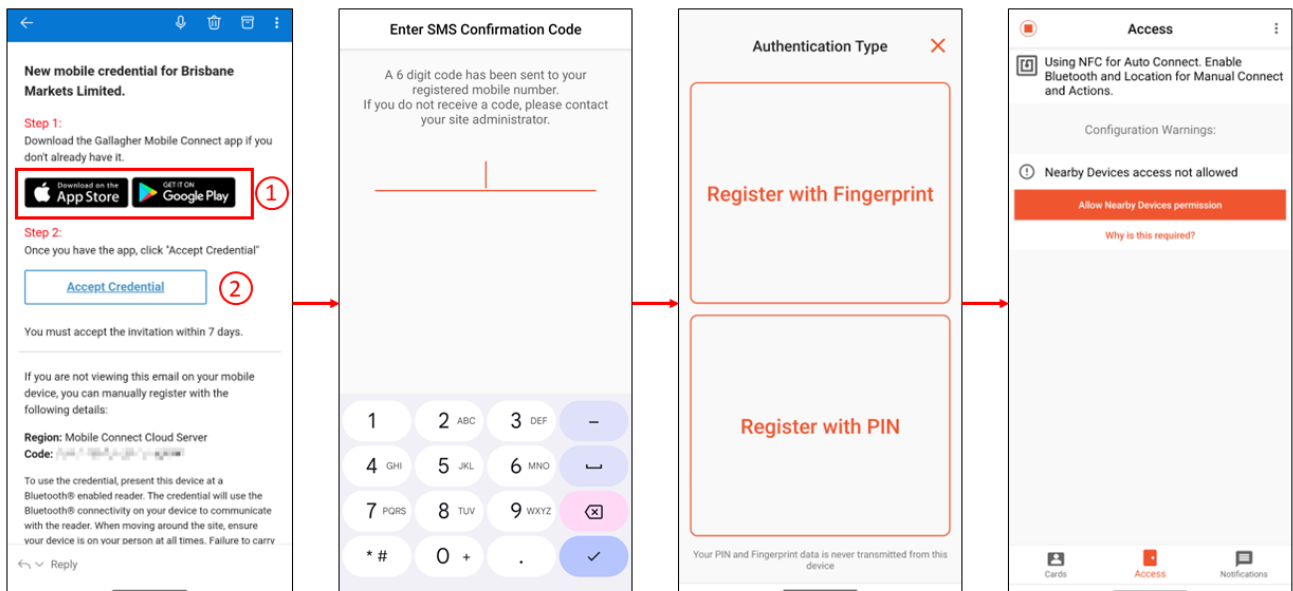 New mobile credential for Brisbane
Markets Limited.
Step 1:
Download the Gallagher Mobile Connect app if you
don't already have it.
Download on the
App Store
GET IT ON
Google Play
1
Step 2:
Once you have the app, click "Accept Credential"
Accept Credential
2
You must accept the invitation within 7 days.
If you are not viewing this email on your mobile
device, you can manually register with the
following details:
Region: Mobile Connect Cloud Server
Code:
To use the credential, present this device at a
Bluetooth® enabled reader. The credential will use the
Bluetooth® connectivity on your device to communicate
with the reader. When moving around the site, ensure
your device is on your person at all times. Failure to carry
Reply
Enter SMS Confirmation Code
A 6 digit code has been sent to your
registered mobile number.
If you do not receive a code, please contact
your site administrator.
1
2 ABC
3 DEF
–
4 GHI
5 JKL
6 MNO
7 PQRS
8 TUV
9 WXYZ
* #
0 +
.
Authentication Type
Register with Fingerprint
Register with PIN
Your PIN and Fingerprint data is never transmitted from this
device
Access
Using NFC for Auto Connect. Enable
Bluetooth and Location for Manual Connect
and Actions.
Configuration Warnings:
Nearby Devices access not allowed
Allow Nearby Devices permission
Why is this required?
Cards
Access
Notifications